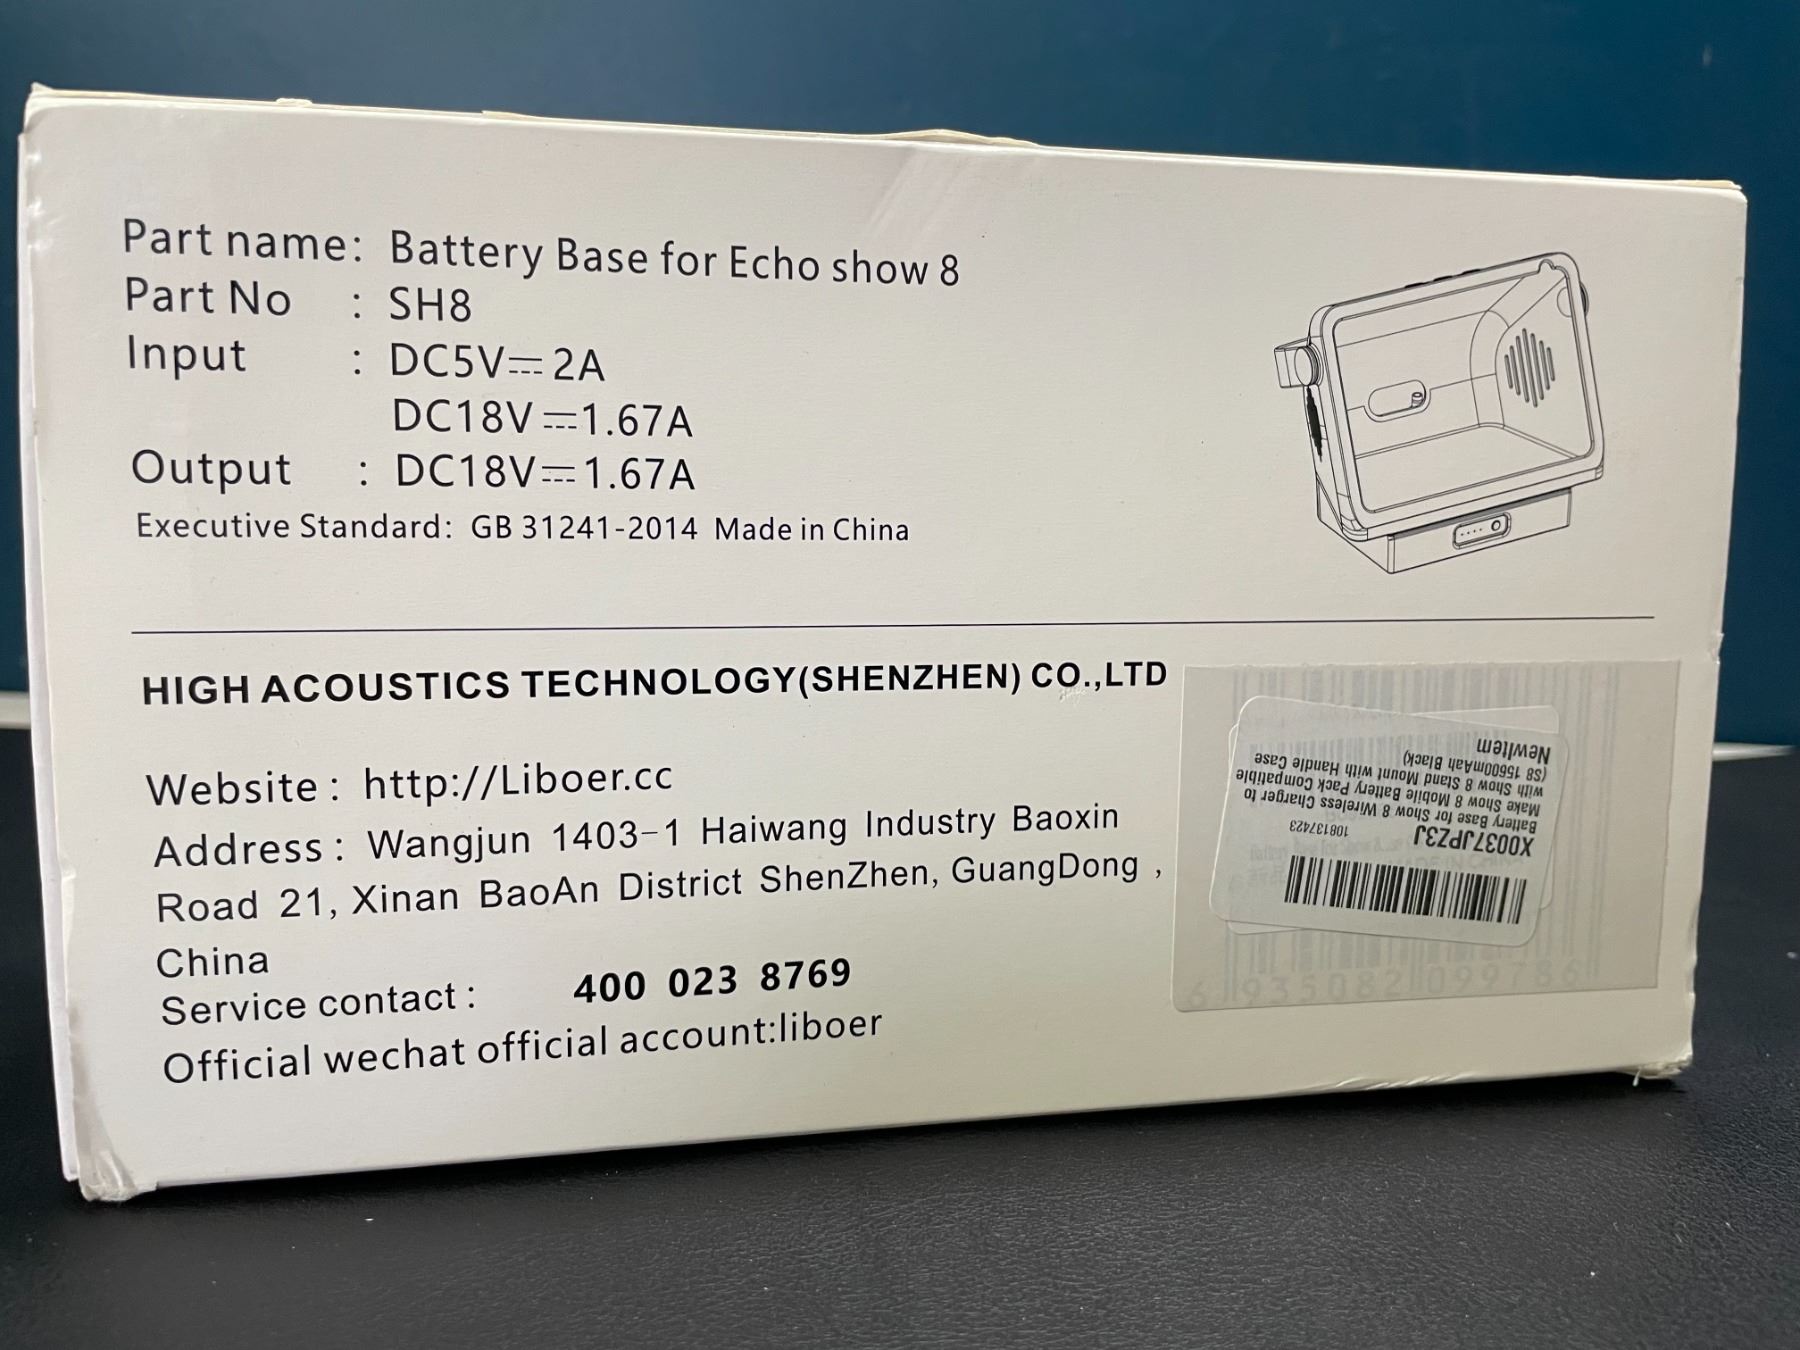 Part name: Battery Base for Echo show 8
Part No : SH8
Input : DC5V⎓2A
DC18V⎓1.67A
Output : DC18V⎓1.67A
Executive Standard: GB 31241-2014 Made in China
HIGH ACOUSTICS TECHNOLOGY(SHENZHEN) CO.,LTD
Website: http://Liboer.cc
Address: Wangjun 1403-1 Haiwang Industry Baoxin
Road 21, Xinan BaoAn District ShenZhen, GuangDong ,
China
Service contact: 400 023 8769
Official wechat official account:liboer
X0037JPZ3J 108137423
Battery Base for Show 8 Wireless Charger to
Make Show 8 Mobile Battery Pack Compatible
with Show 8 Stand Mount with Handle Case
(S8 15600mAah Black)
NewItem
6 935082 099786